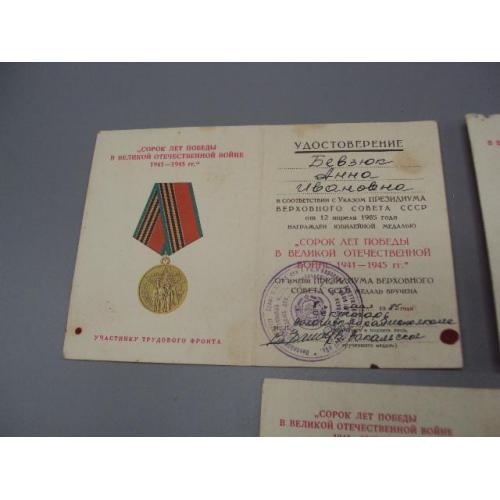 „СОРОК ЛЕТ ПОБЕДЫ
В ВЕЛИКОЙ ОТЕЧЕСТВЕННОЙ ВОЙНЕ
1941—1945 гг."
УЧАСТНИКУ ТРУДОВОГО ФРОНТА
УДОСТОВЕРЕНИЕ
Бевзюк
Анна
Ивановна
В СООТВЕТСТВИИ С УКАЗОМ ПРЕЗИДИУМА
ВЕРХОВНОГО СОВЕТА СССР
от 12 апреля 1985 года
НАГРАЖДЕН ЮБИЛЕЙНОЙ МЕДАЛЬЮ
„СОРОК ЛЕТ ПОБЕДЫ
В ВЕЛИКОЙ ОТЕЧЕСТВЕННОЙ
ВОЙНЕ 1941—1945 гг."
ОТ ИМЕНИ ПРЕЗИДИУМА ВЕРХОВНОГО
СОВЕТА СССР МЕДАЛЬ ВРУЧЕНА
1985 года
„СОРОК ЛЕТ ПОБЕДЫ
В ВЕЛИКОЙ ОТЕЧЕСТВЕННОЙ ВОЙНЕ